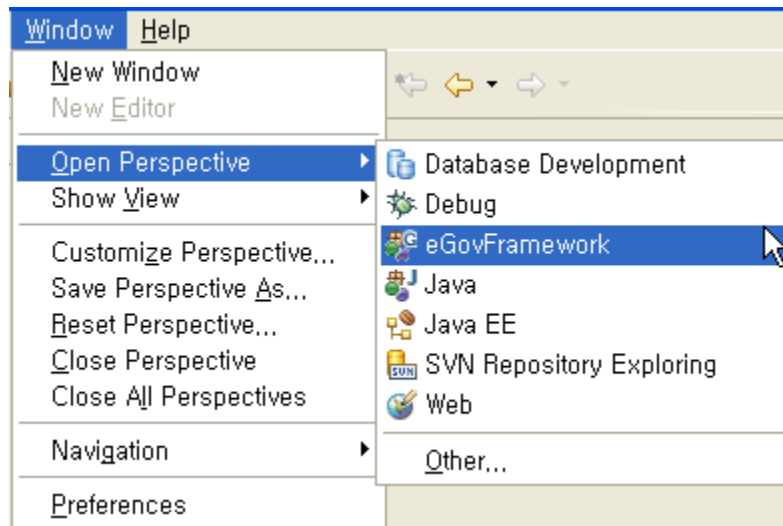 Window Help
New Window
New Editor
Open Perspective
Show View
Customize Perspective...
Save Perspective As...
Reset Perspective...
Close Perspective
Close All Perspectives
Navigation
Preferences
Database Development
Debug
eGovFramework
Java
Java EE
SVN Repository Exploring
Web
Other...